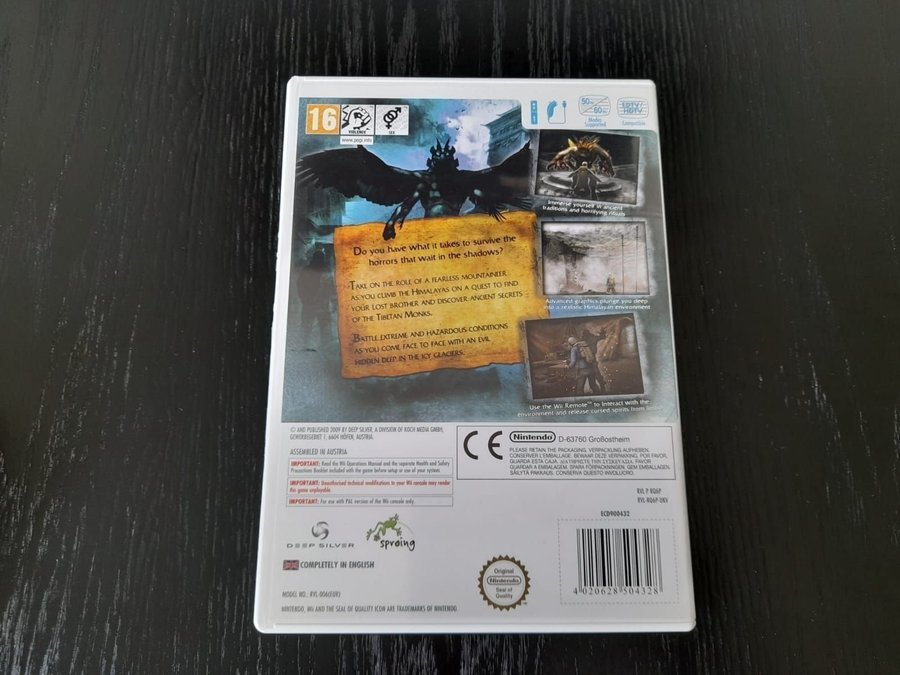 16
VIOLENCE
SEX
www.pegi.info
50Hz
60Hz
Modes
Supported
EDTV/
HDTV
Compatible
Immerse yourself in ancient
traditions and horrifying rituals
Do you have what it takes to survive the
horrors that wait in the shadows?
Take on the role of a fearless mountaineer
as you climb the Himalayas on a quest to find
your lost brother and discover ancient secrets
of the Tibetan Monks.
Battle extreme and hazardous conditions
as you come face to face with an evil
hidden deep in the icy glaciers.
Advanced graphics plunge you deep
into a realistic Himalayan environment
Use the Wii Remote™ to Interact with the
environment and release cursed spirits from
© AND PUBLISHED 2009 BY DEEP SILVER, A DIVISION OF KOCH MEDIA GMBH,
GEWERBEGEBIET 1, 6604 HÖFEN, AUSTRIA.
ASSEMBLED IN AUSTRIA
IMPORTANT: Read the Wii Operations Manual and the separate Health and Safety
Precautions Booklet included with the game before setup or use of your system.
IMPORTANT: Unauthorised technical modifications to your Wii console may render
this game unplayable.
IMPORTANT: For use with PAL version of the Wii console only.
CE
Nintendo D-63760 Großostheim
PLEASE RETAIN THE PACKAGING. VERPACKUNG AUFHEBEN.
CONSERVER L'EMBALLAGE. BEWAAR DEZE VERPAKKING. POR FAVOR,
GUARDA ESTA CAJA. FAVOR
GUARDAR A EMBALAGEM. SPARA FÖRPACKNINGEN. GEM EMBALLAGEN.
SÄILYTÄ PAKKAUS. CONSERVA QUESTO INVOLUCRO.
RVL P RQ6P
RVL-RQ6P-UKV
ECD900432
DEEP SILVER
sproing
COMPLETELY IN ENGLISH
Original
Nintendo
Seal of
Quality
4 020628 504328
MODEL NO.: RVL-006(EUR)
NINTENDO, Wii AND THE SEAL OF QUALITY ICON ARE TRADEMARKS OF NINTENDO.